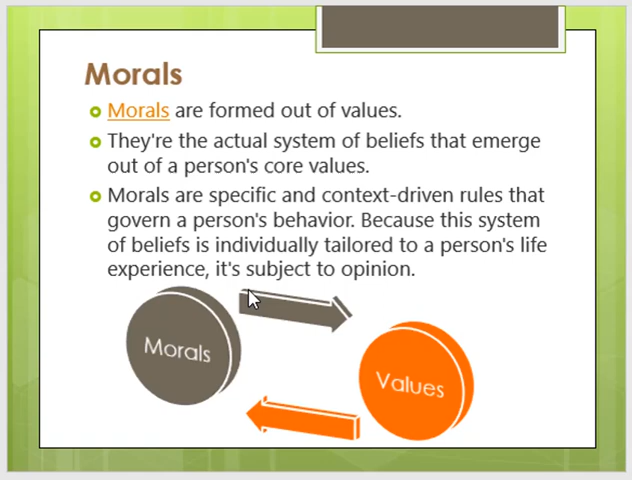 Morals
Morals are formed out of values.
They're the actual system of beliefs that emerge
out of a person's core values.
Morals are specific and context-driven rules that
govern a person's behavior. Because this system
of beliefs is individually tailored to a person's life
experience, it's subject to opinion.
Morals
Values